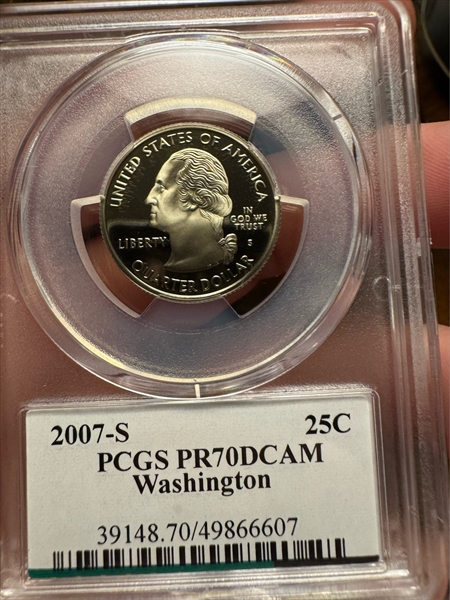 UNITED STATES OF AMERICA
LIBERTY
IN
GOD WE
TRUST
S
QUARTER DOLLAR
2007-S 25C
PCGS PR70DCAM
Washington
39148.70/49866607